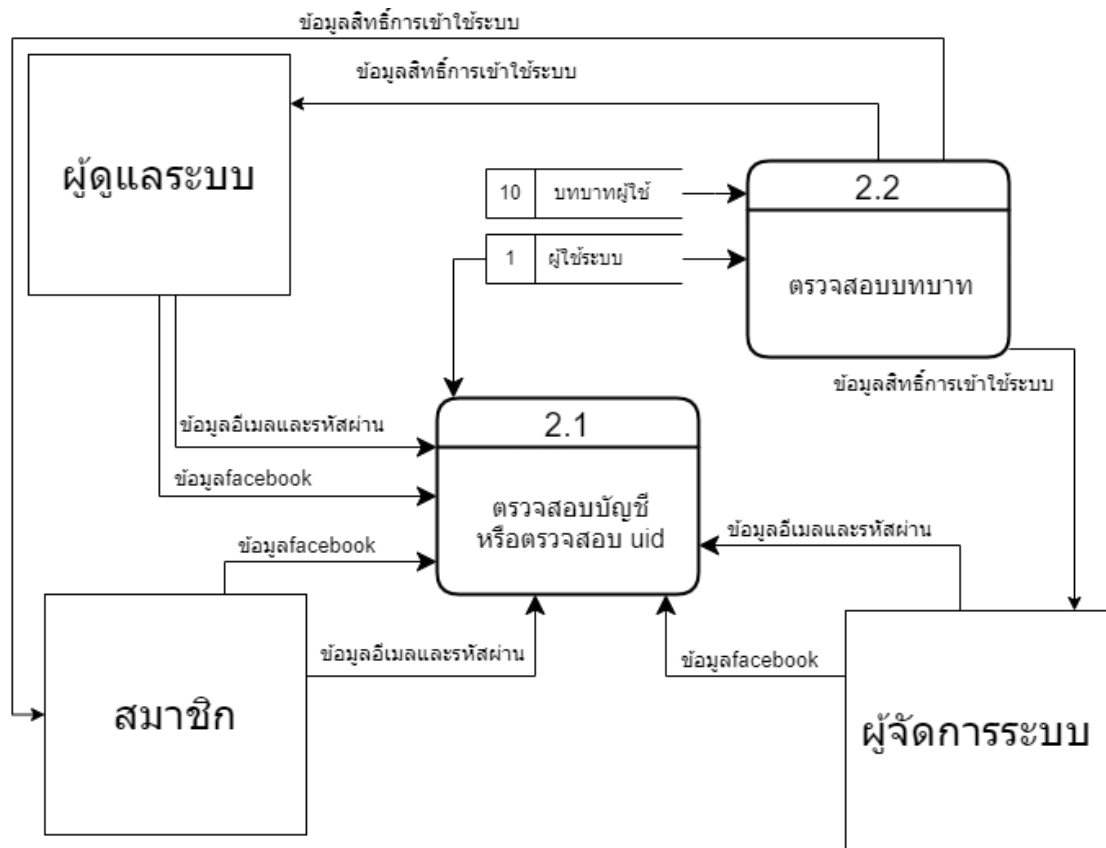 ข้อมูลสิทธิ์การเข้าใช้ระบบ
ข้อมูลสิทธิ์การเข้าใช้ระบบ
ผู้ดูแลระบบ
10 บทบาทผู้ใช้
2.2
1 ผู้ใช้ระบบ
ตรวจสอบบทบาท
ข้อมูลสิทธิ์การเข้าใช้ระบบ
ข้อมูลอีเมลและรหัสผ่าน
2.1
ข้อมูลfacebook
ตรวจสอบบัญชี
หรือตรวจสอบ uid
ข้อมูลอีเมลและรหัสผ่าน
ข้อมูลfacebook
ข้อมูลอีเมลและรหัสผ่าน
ข้อมูลfacebook
สมาชิก
ผู้จัดการระบบ